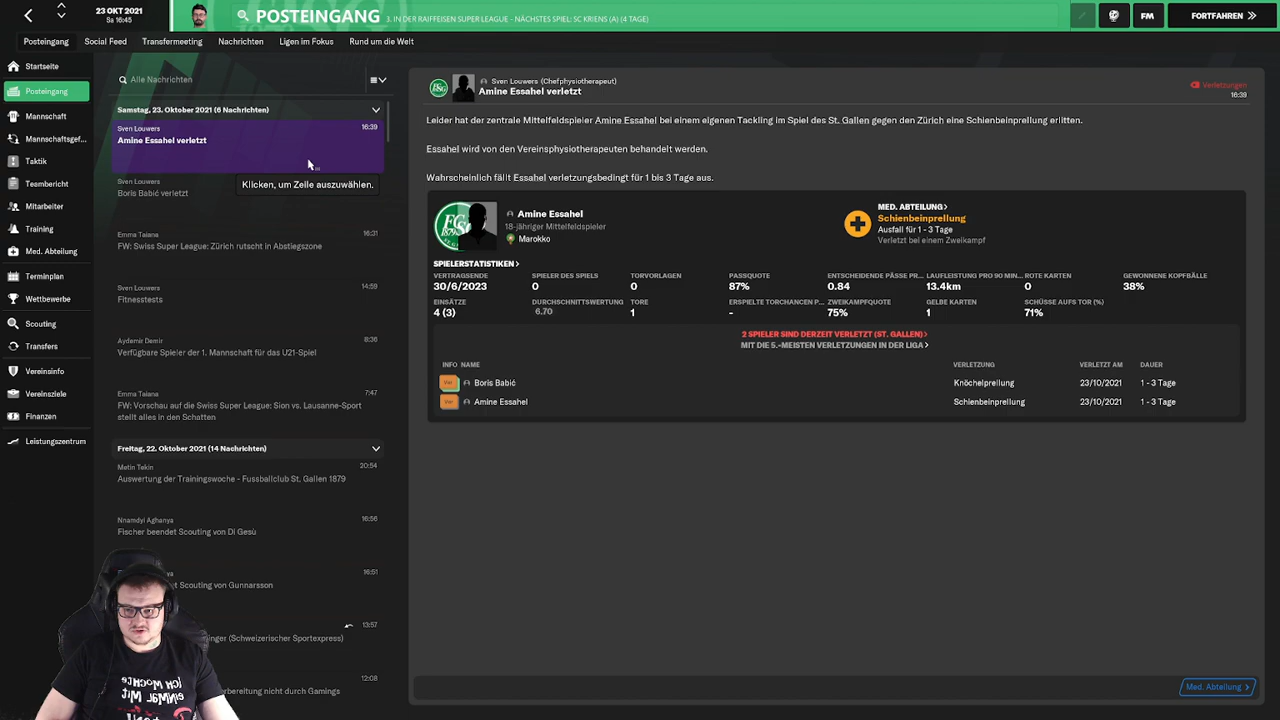 23 OKT 2021
Sa 16:45
POSTEINGANG
3. IN DER RAIFFEISEN SUPER LEAGUE - NÄCHSTES SPIEL: SC KRIENS (A) (4 TAGE)
FM
FORTFAHREN
Posteingang
Social Feed
Transfermeeting
Nachrichten
Ligen im Fokus
Rund um die Welt
Startseite
Posteingang
Mannschaft
Mannschaftsgef...
Taktik
Teambericht
Mitarbeiter
Training
Med. Abteilung
Terminplan
Wettbewerbe
Scouting
Transfers
Vereinsinfo
Vereinsziele
Finanzen
Leistungszentrum
Alle Nachrichten
Samstag, 23. Oktober 2021 (6 Nachrichten)
Sven Louwers 16:39
Amine Essahel verletzt
Klicken, um Zeile auszuwählen.
Sven Louwers
Boris Babić verletzt
Emma Taiana 16:31
FW: Swiss Super League: Zürich rutscht in Abstiegszone
Sven Louwers 14:59
Fitnesstests
Aydemir Demir 8:36
Verfügbare Spieler der 1. Mannschaft für das U21-Spiel
Emma Taiana 7:47
FW: Vorschau auf die Swiss Super League: Sion vs. Lausanne-Sport
stellt alles in den Schatten
Freitag, 22. Oktober 2021 (14 Nachrichten)
Metin Tekin 20:54
Auswertung der Trainingswoche - Fussballclub St. Gallen 1879
Nnamdyi Aghanya 16:56
Fischer beendet Scouting von Di Gesù
16:51
Scouting von Gunnarsson
13:57
(Schweizerischer Sportexpress)
12:08
nicht durch Gamings
ICH MÖCHTE
EINMAL MIT
Sven Louwers (Chefphysiotherapeut)
Amine Essahel verletzt
Verletzungen
16:39
Leider hat der zentrale Mittelfeldspieler Amine Essahel bei einem eigenen Tackling im Spiel des St. Gallen gegen den Zürich eine Schienbeinprellung erlitten.
Essahel wird von den Vereinsphysiotherapeuten behandelt werden.
Wahrscheinlich fällt Essahel verletzungsbedingt für 1 bis 3 Tage aus.
Amine Essahel
18-jähriger Mittelfeldspieler
Marokko
MED. ABTEILUNG
Schienbeinprellung
Ausfall für 1 - 3 Tage
Verletzt bei einem Zweikampf
SPIELERSTATISTIKEN
VERTRAGSENDE SPIELER DES SPIELS TORVORLAGEN PASSQUOTE ENTSCHEIDENDE PÄSSE PR... LAUFLEISTUNG PRO 90 MIN... ROTE KARTEN GEWONNENE KOPFBÄLLE
30/6/2023 0 0 87% 0.84 13.4km 0 38%
EINSÄTZE DURCHSCHNITTSWERTUNG TORE ERSPIELTE TORCHANCEN P... ZWEIKAMPFQUOTE GELBE KARTEN SCHÜSSE AUFS TOR (%)
4 (3) 6.70 1 - 75% 1 71%
2 SPIELER SIND DERZEIT VERLETZT (ST. GALLEN)
MIT DIE 5.-MEISTEN VERLETZUNGEN IN DER LIGA
INFO NAME VERLETZUNG VERLETZT AM DAUER
Ver Boris Babić Knöchelprellung 23/10/2021 1 - 3 Tage
Ver Amine Essahel Schienbeinprellung 23/10/2021 1 - 3 Tage
Med. Abteilung